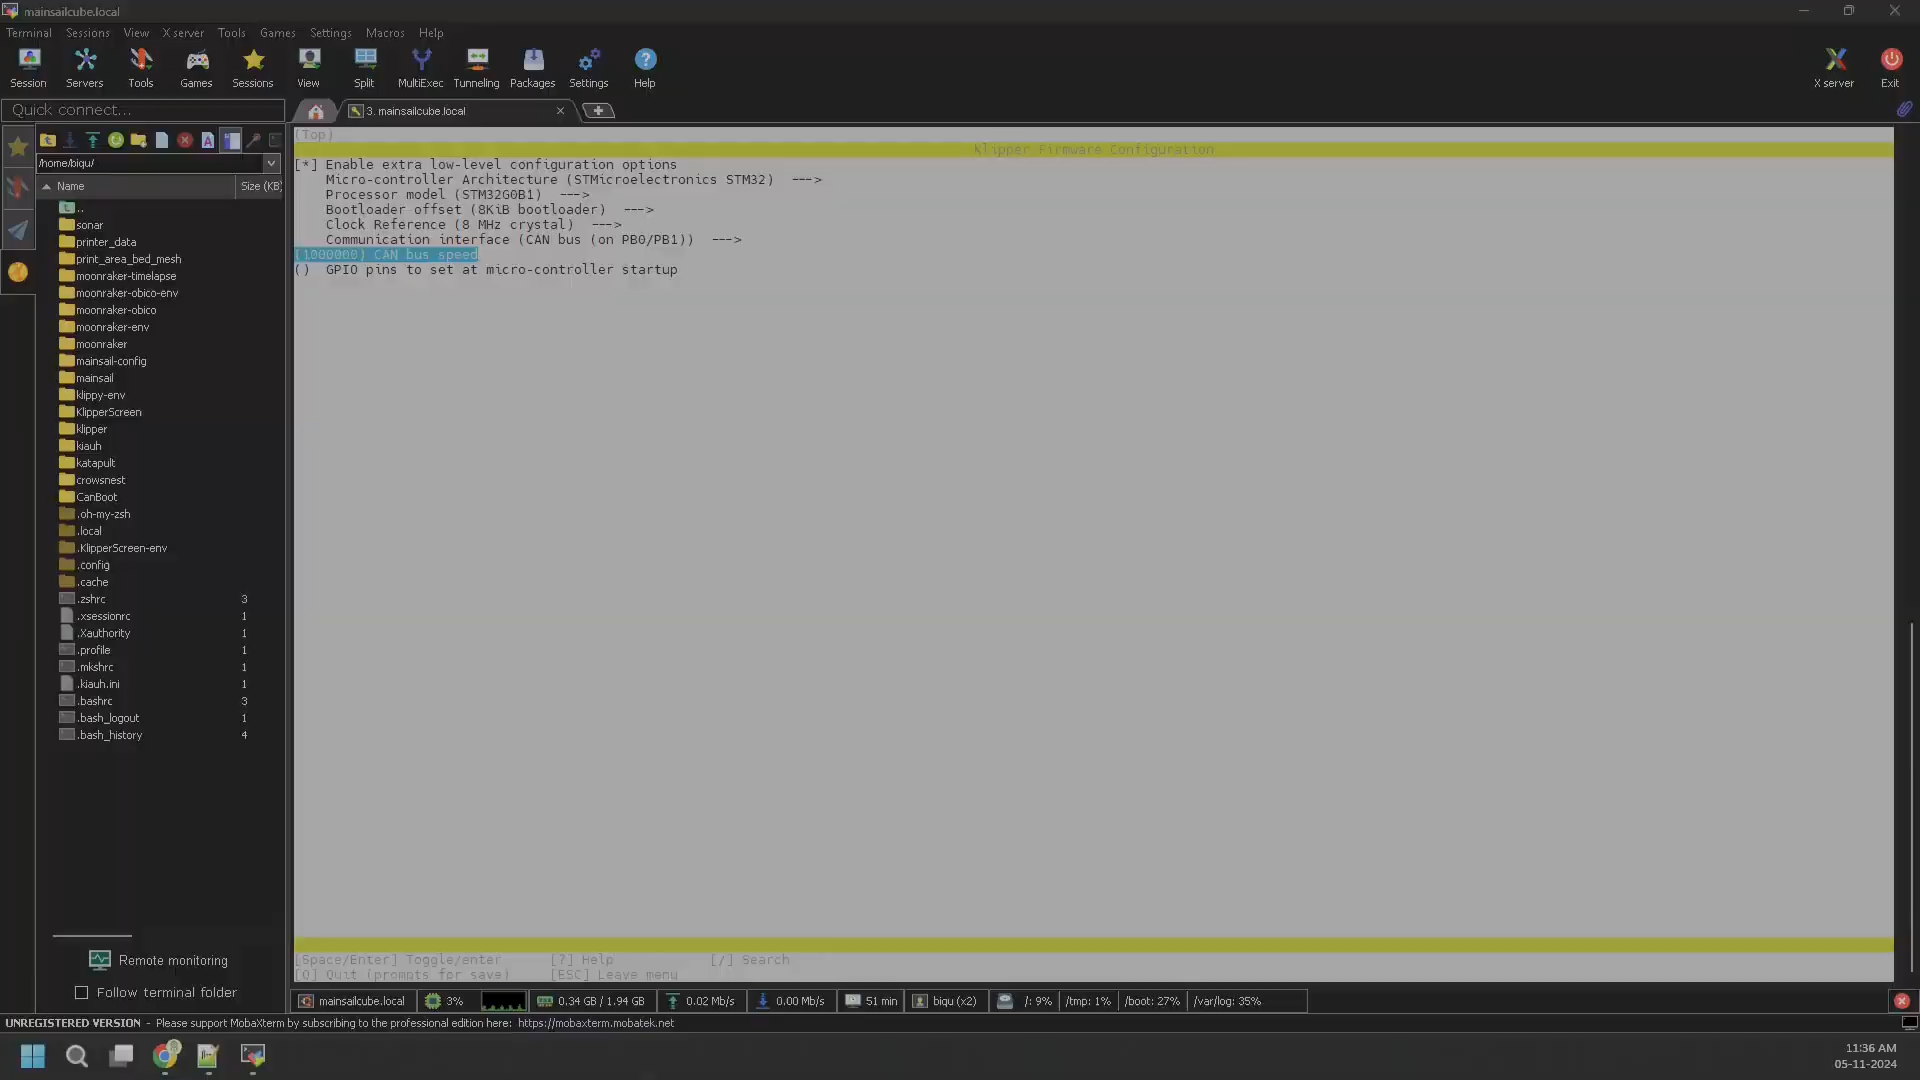 mainsailcube.local
Terminal Sessions View X server Tools Games Settings Macros Help
Session Servers Tools Games Sessions View Split MultiExec Tunneling Packages Settings Help X server Exit
Quick connect...
3. mainsailcube.local
/home/biqu/
Name Size (KB)
..
sonar
printer_data
print_area_bed_mesh
moonraker-timelapse
moonraker-obico-env
moonraker-obico
moonraker-env
moonraker
mainsail-config
mainsail
klippy-env
KlipperScreen
klipper
kiauh
katapult
crowsnest
CanBoot
.oh-my-zsh
.local
.KlipperScreen-env
.config
.cache
.zshrc 3
.xsessionrc 1
.Xauthority 1
.profile 1
.mkshrc 1
.kiauh.ini 1
.bashrc 3
.bash_logout 1
.bash_history 4
Remote monitoring
Follow terminal folder
(Top)
Klipper Firmware Configuration
[*] Enable extra low-level configuration options
Micro-controller Architecture (STMicroelectronics STM32) --->
Processor model (STM32G0B1) --->
Bootloader offset (8KiB bootloader) --->
Clock Reference (8 MHz crystal) --->
Communication interface (CAN bus (on PB0/PB1)) --->
(1000000) CAN bus speed
() GPIO pins to set at micro-controller startup
[Space/Enter] Toggle/enter [?] Help [/] Search
[Q] Quit (prompts for save) [ESC] Leave menu
mainsailcube.local 3% 0.34 GB / 1.94 GB 0.02 Mb/s 0.00 Mb/s 51 min biqu (x2) /: 9% /tmp: 1% /boot: 27% /var/log: 35%
UNREGISTERED VERSION - Please support MobaXterm by subscribing to the professional edition here: https://mobaxterm.mobatek.net
11:36 AM
05-11-2024